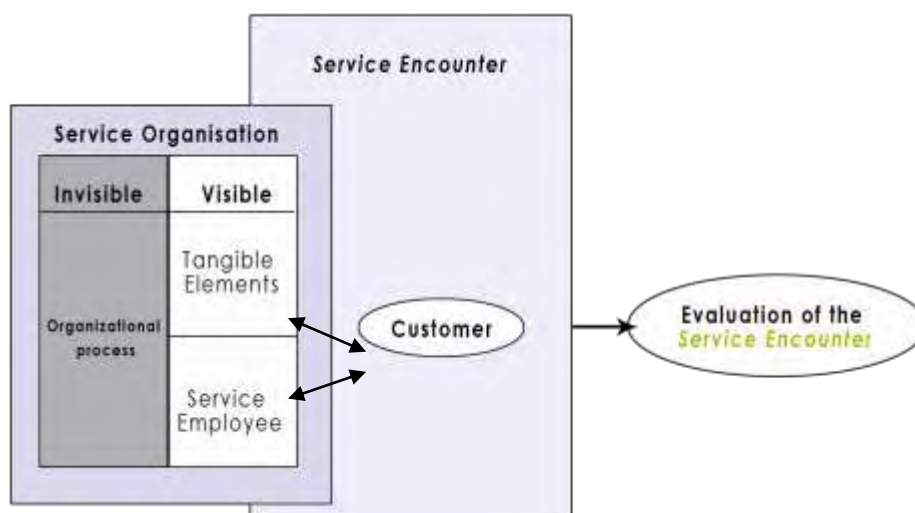 Service Encounter
Service Organisation
Invisible
Visible
Tangible
Elements
Organizational
process
Service
Employee
Customer
Evaluation of the
Service Encounter